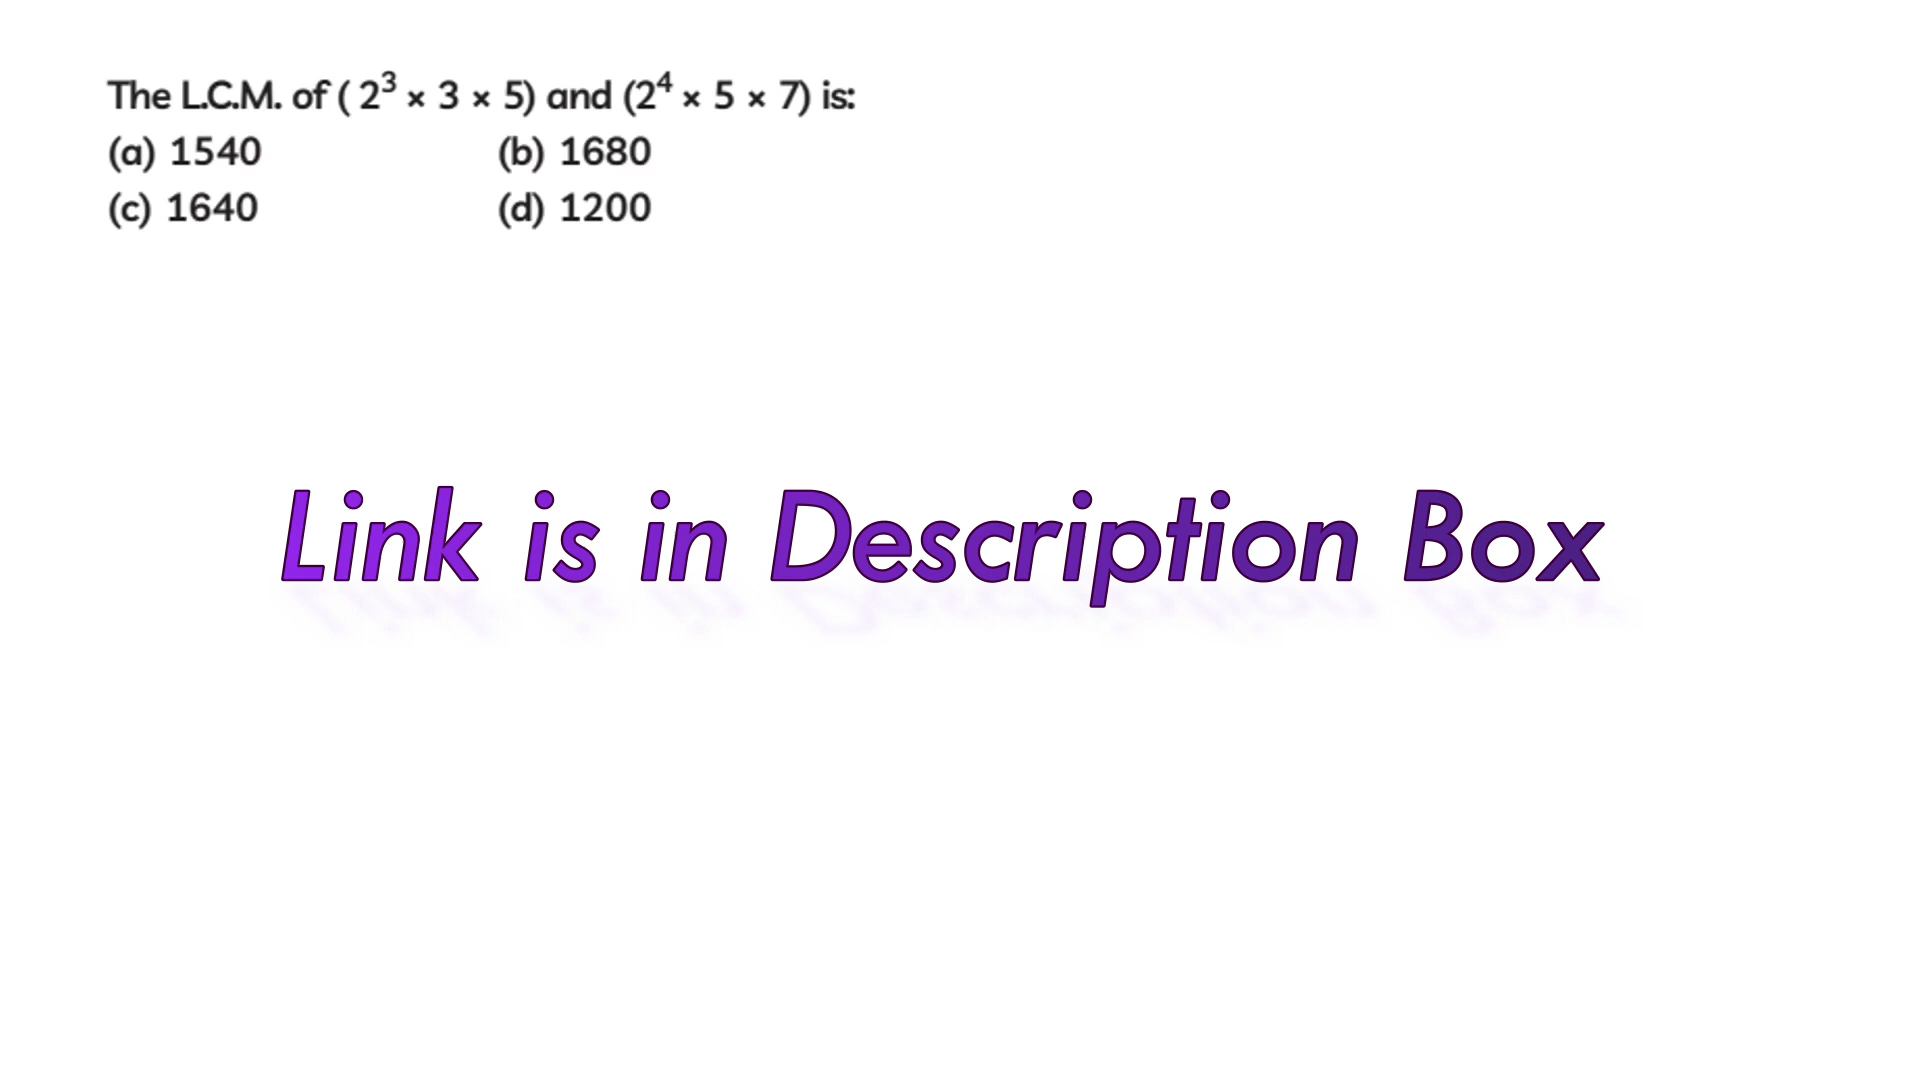 The L.C.M. of ( 2³ × 3 × 5) and (2⁴ × 5 × 7) is:
(a) 1540 (b) 1680
(c) 1640 (d) 1200
Link is in Description Box